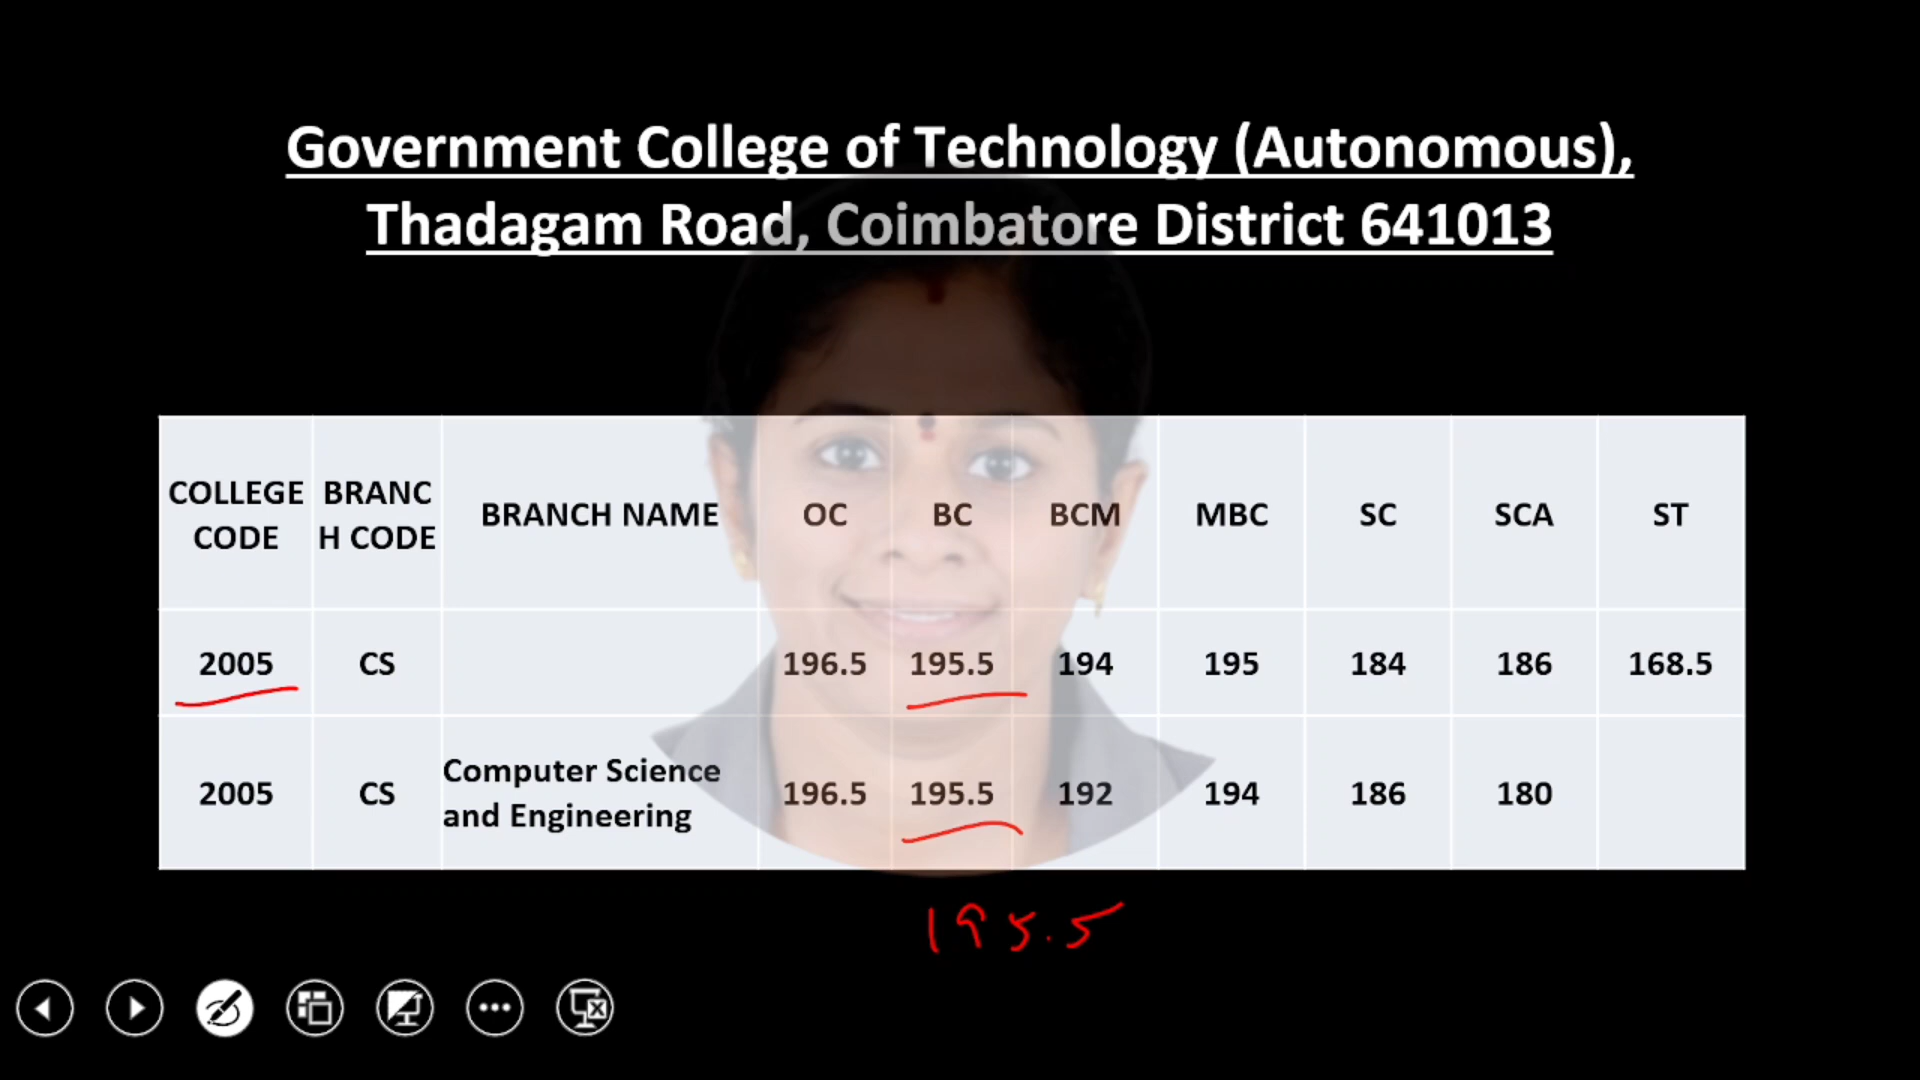 Government College of Technology (Autonomous),
Thadagam Road, Coimbatore District 641013
COLLEGE CODE BRANC H CODE BRANCH NAME OC BC BCM MBC SC SCA ST
2005 CS 196.5 195.5 194 195 184 186 168.5
2005 CS Computer Science and Engineering 196.5 195.5 192 194 186 180
195.5